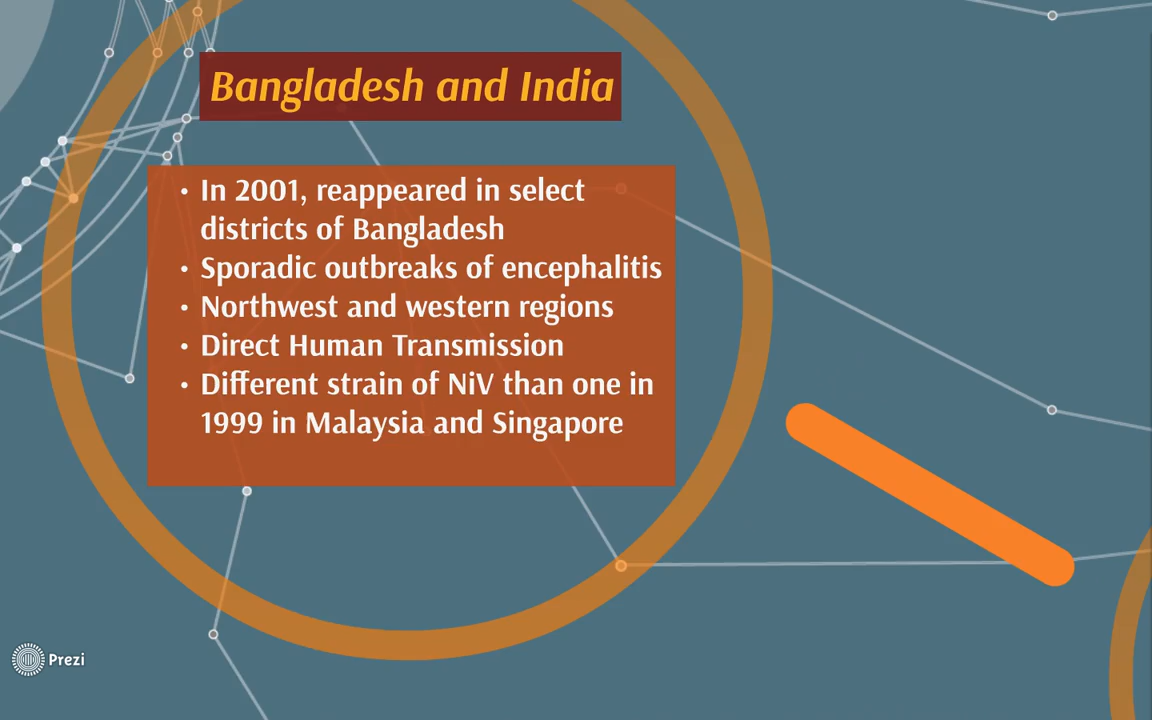 Bangladesh and India
• In 2001, reappeared in select
districts of Bangladesh
• Sporadic outbreaks of encephalitis
• Northwest and western regions
• Direct Human Transmission
• Different strain of NiV than one in
1999 in Malaysia and Singapore
Prezi